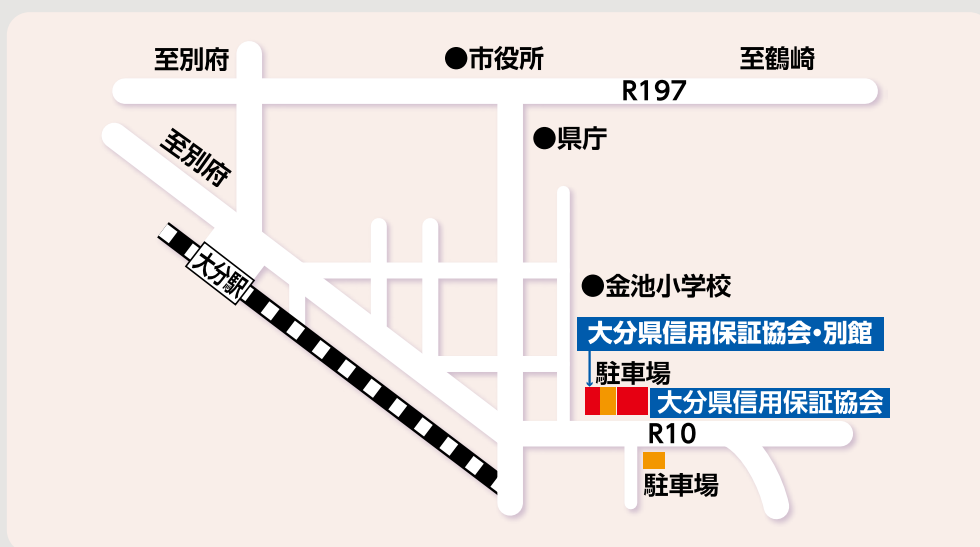 至別府
●市役所
至鶴崎
R197
●県庁
至別府
大分駅
●金池小学校
大分県信用保証協会・別館
駐車場
大分県信用保証協会
R10
駐車場